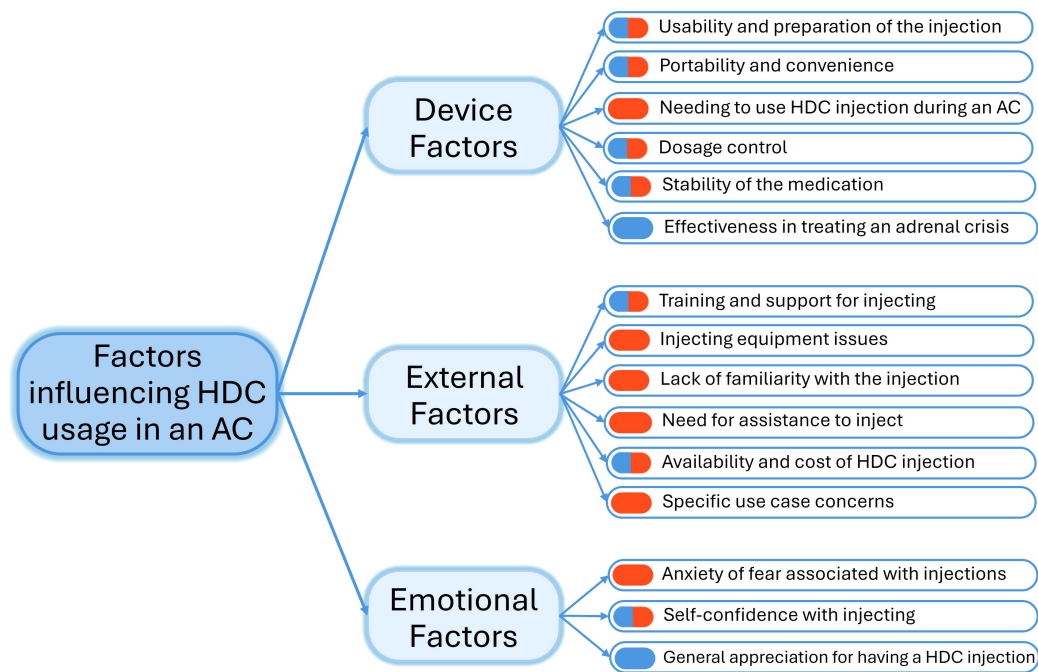 Factors
influencing HDC
usage in an AC
Device
Factors
Usability and preparation of the injection
Portability and convenience
Needing to use HDC injection during an AC
Dosage control
Stability of the medication
Effectiveness in treating an adrenal crisis
External
Factors
Training and support for injecting
Injecting equipment issues
Lack of familiarity with the injection
Need for assistance to inject
Availability and cost of HDC injection
Specific use case concerns
Emotional
Factors
Anxiety of fear associated with injections
Self-confidence with injecting
General appreciation for having a HDC injection